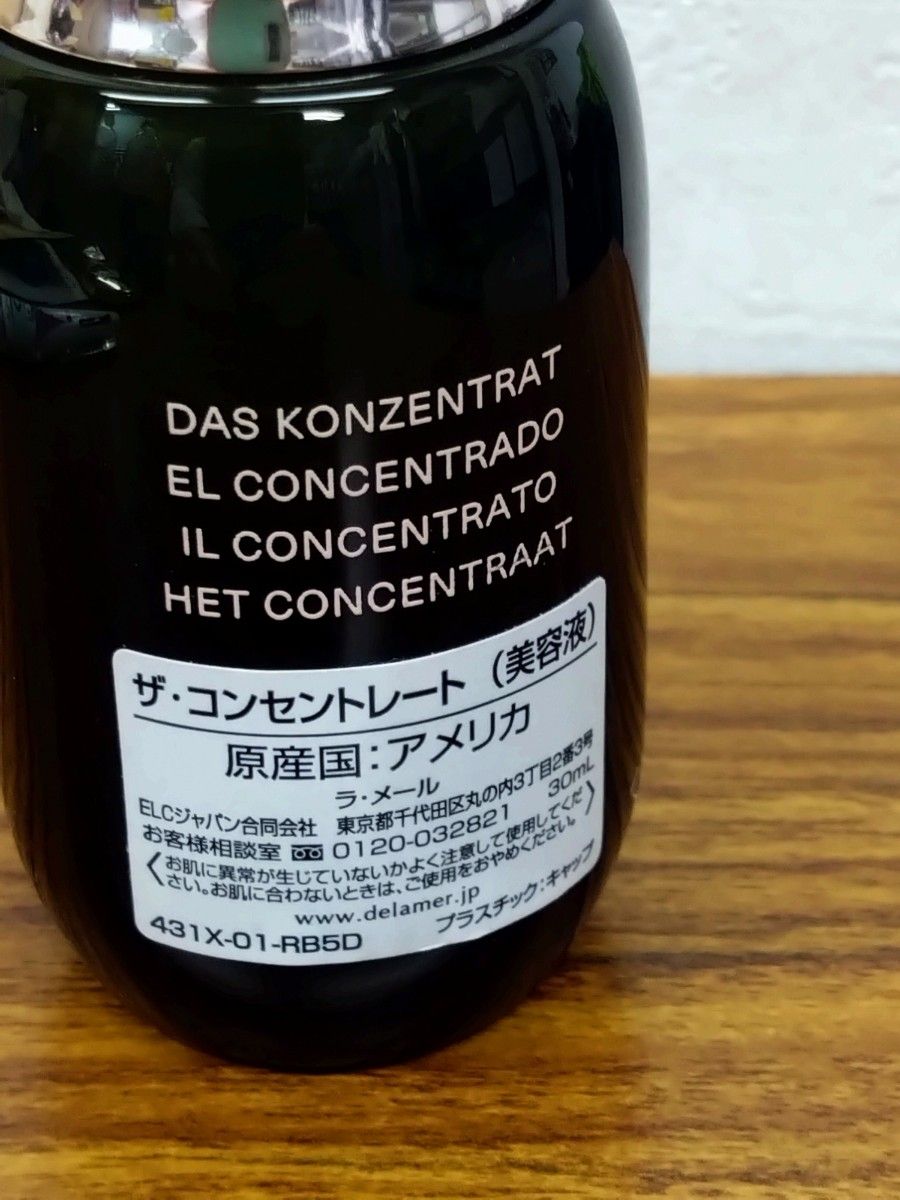 DAS KONZENTRAT
EL CONCENTRADO
IL CONCENTRATO
HET CONCENTRAAT
ザ・コンセントレート（美容液）
原産国：アメリカ
ラ・メール
ELCジャパン合同会社 東京都千代田区丸の内3丁目2番3号
お客様相談室 0120-032821 30mL
〈お肌に異常が生じていないかよく注意して使用してくだ
さい。お肌に合わないときは、ご使用をおやめください。〉
www.delamer.jp
431X-01-RB5D プラスチック：キャップ